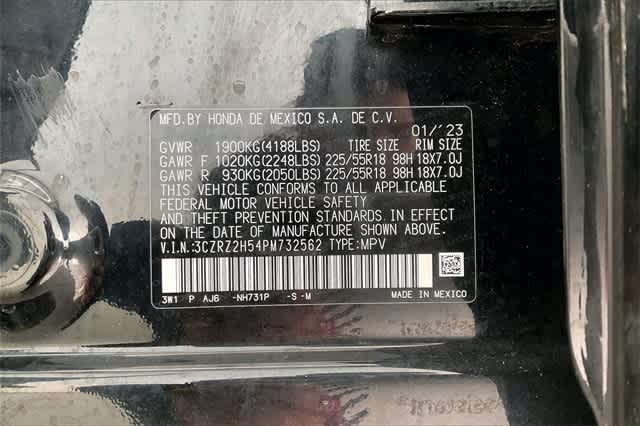 MFD.BY HONDA DE MEXICO S.A. DE C.V.
01/'23
GVWR 1900KG(4188LBS) TIRE SIZE RIM SIZE
GAWR F 1020KG(2248LBS) 225/55R18 98H 18X7.0J
GAWR R 930KG(2050LBS) 225/55R18 98H 18X7.0J
THIS VEHICLE CONFORMS TO ALL APPLICABLE
FEDERAL MOTOR VEHICLE SAFETY
AND THEFT PREVENTION STANDARDS IN EFFECT
ON THE DATE OF MANUFACTURE SHOWN ABOVE.
V.I.N.:3CZRZ2H54PM732562 TYPE:MPV
3W1 P AJ6 -NH731P -S-M MADE IN MEXICO